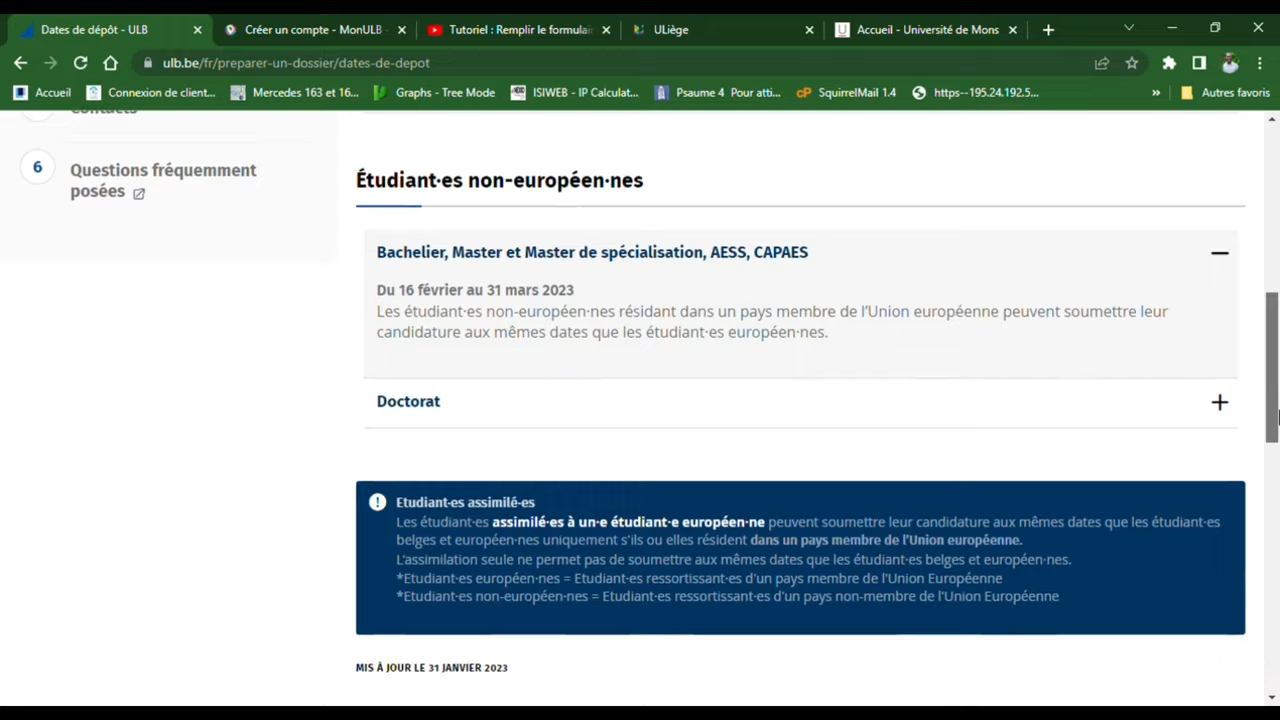 Dates de dépôt - ULB
Créer un compte - MonULB
Tutoriel : Remplir le formulai
ULiège
Accueil - Université de Mons
ulb.be/fr/preparer-un-dossier/dates-de-depot
Accueil
Connexion de client...
Mercedes 163 et 16...
Graphs - Tree Mode
ISIWEB - IP Calculat...
Psaume 4 Pour atti...
cP SquirrelMail 1.4
https--195.24.192.5...
»
Autres favoris
Contacts
6
Questions fréquemment
posées
Étudiant·es non-européen·nes
Bachelier, Master et Master de spécialisation, AESS, CAPAES
Du 16 février au 31 mars 2023
Les étudiant·es non-européen·nes résidant dans un pays membre de l'Union européenne peuvent soumettre leur
candidature aux mêmes dates que les étudiant·es européen·nes.
Doctorat
Etudiant·es assimilé·es
Les étudiant·es assimilé·es à un·e étudiant·e européen·ne peuvent soumettre leur candidature aux mêmes dates que les étudiant·es
belges et européen·nes uniquement s'ils ou elles résident dans un pays membre de l'Union européenne.
L'assimilation seule ne permet pas de soumettre aux mêmes dates que les étudiant·es belges et européen·nes.
*Etudiant·es européen·nes = Etudiant·es ressortissant·es d'un pays membre de l'Union Européenne
*Etudiant·es non-européen·nes = Etudiant·es ressortissant·es d'un pays non-membre de l'Union Européenne
MIS À JOUR LE 31 JANVIER 2023